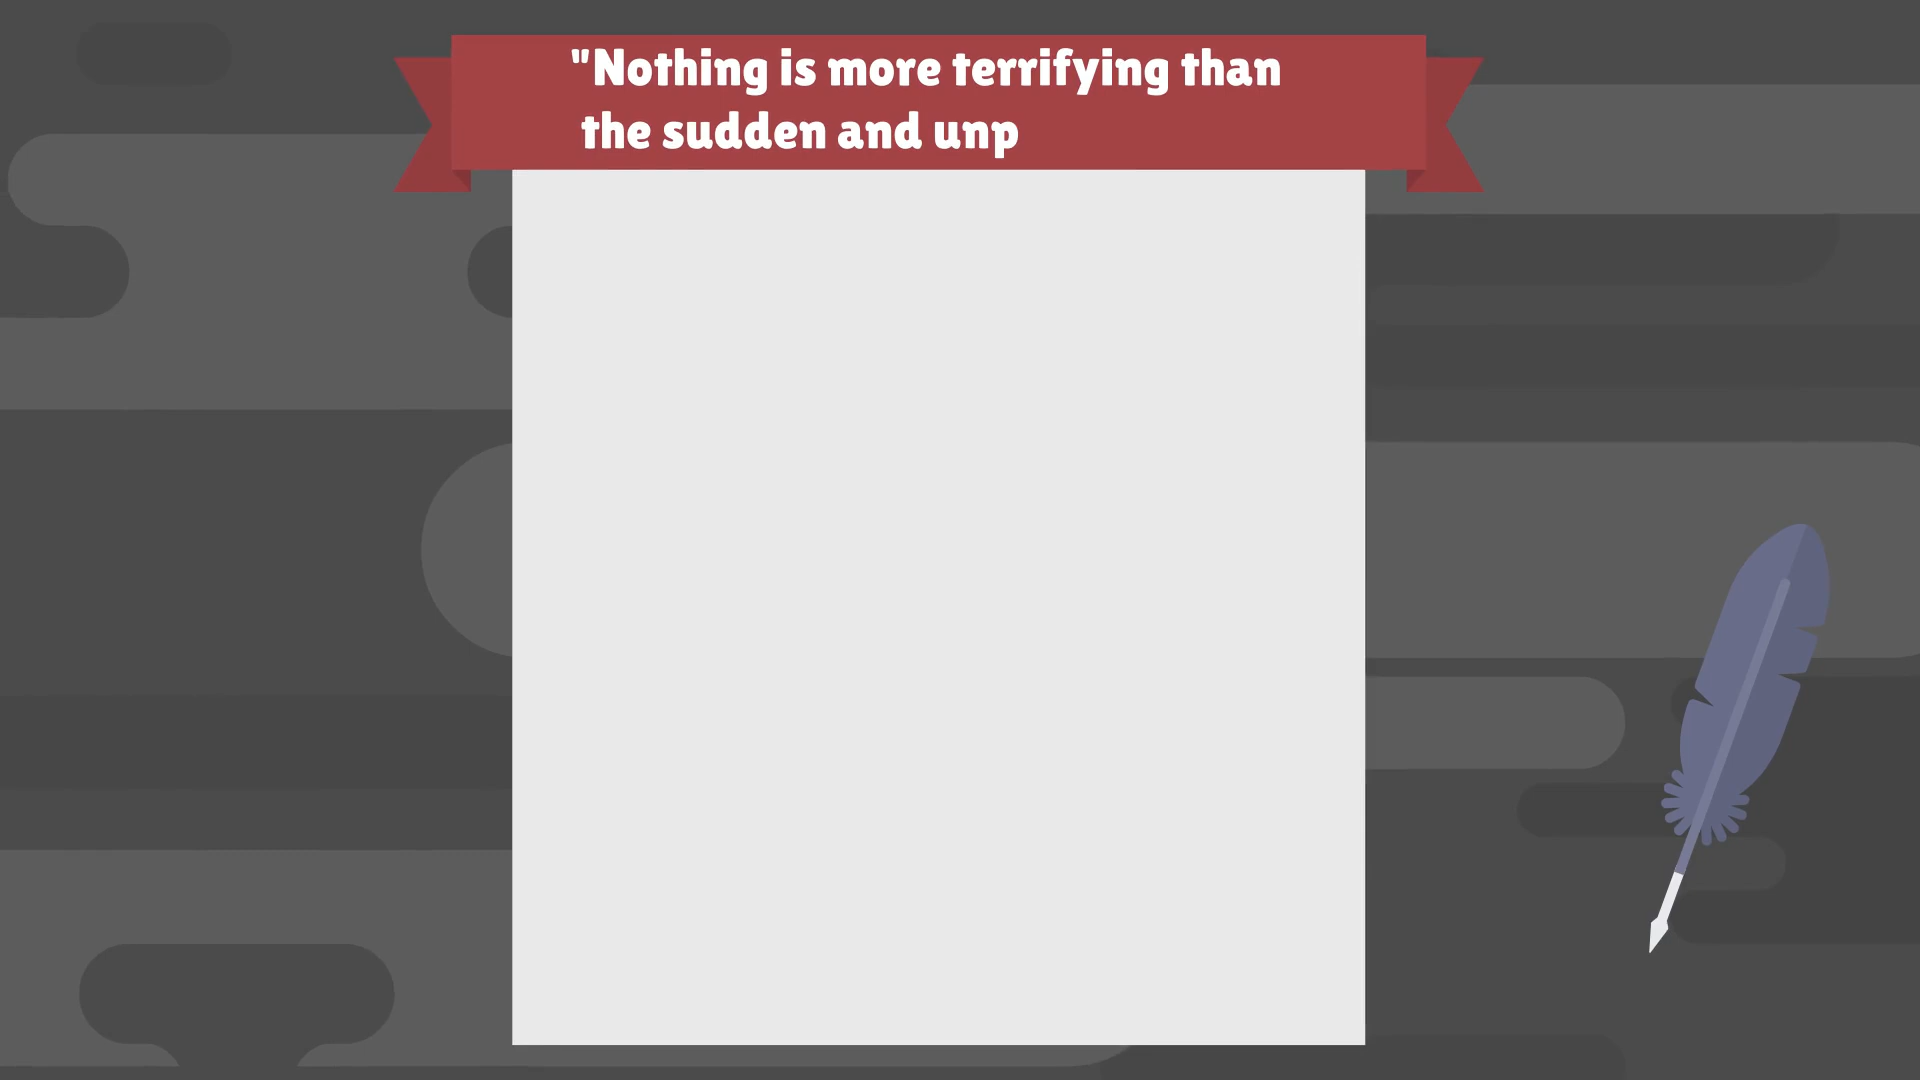 "Nothing is more terrifying than
the sudden and unp